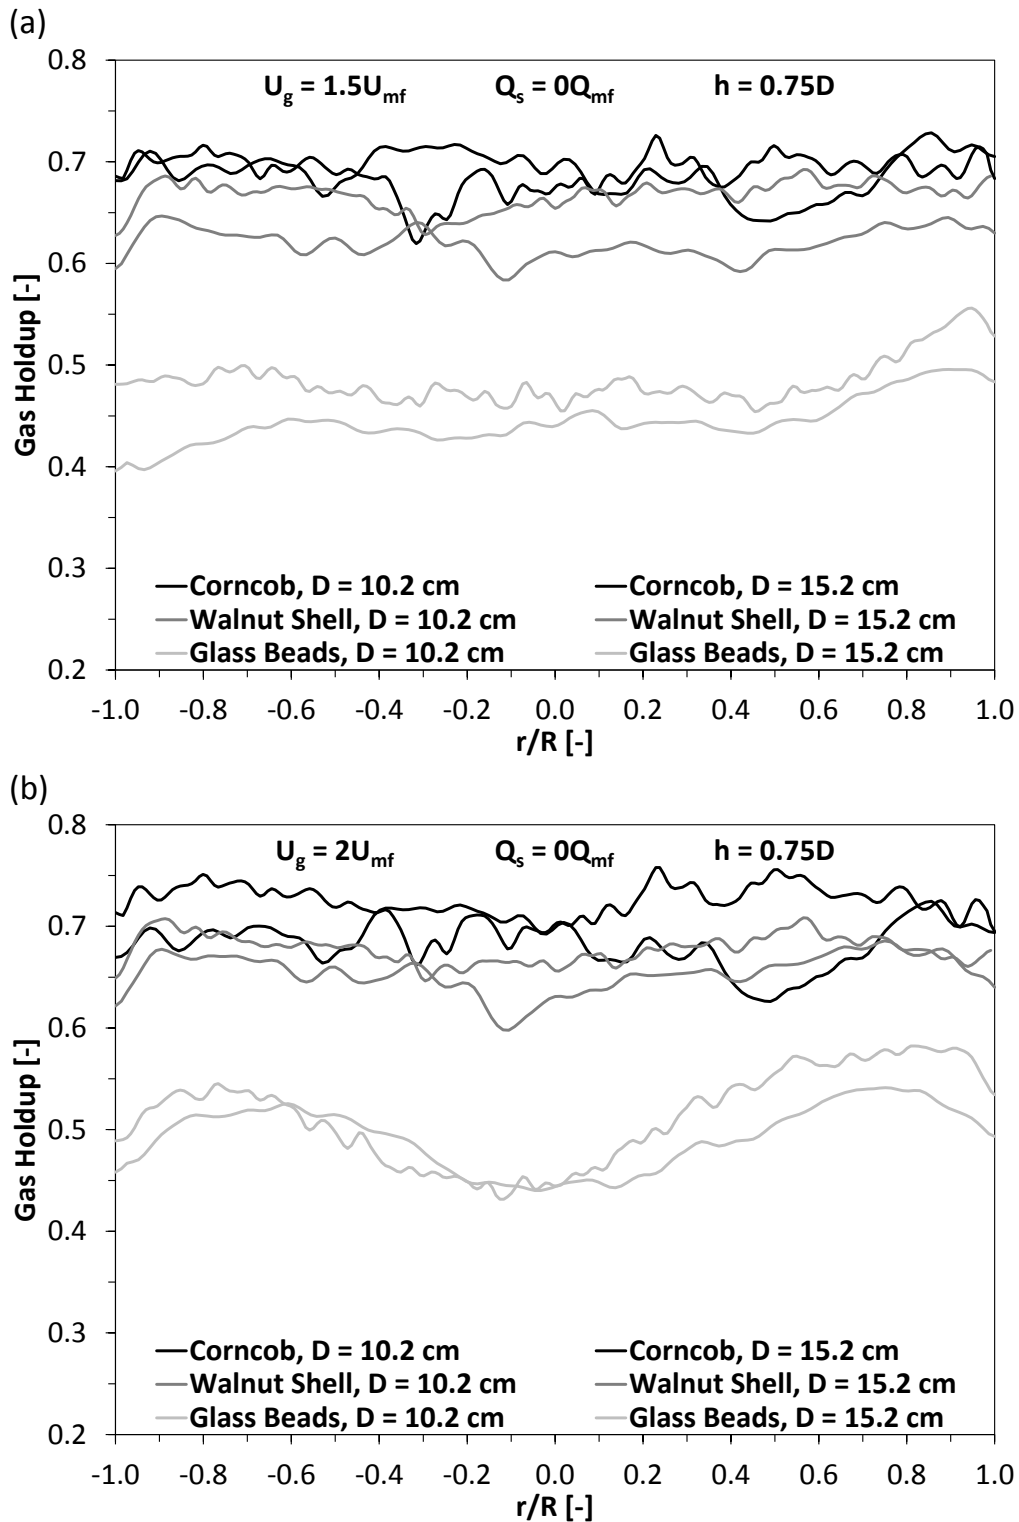 (a)
0.8
U_g = 1.5U_mf Q_s = 0Q_mf h = 0.75D
0.7
0.6
0.5
0.4
0.3
0.2
Gas Holdup [-]
Corncob, D = 10.2 cm Corncob, D = 15.2 cm
Walnut Shell, D = 10.2 cm Walnut Shell, D = 15.2 cm
Glass Beads, D = 10.2 cm Glass Beads, D = 15.2 cm
-1.0 -0.8 -0.6 -0.4 -0.2 0.0 0.2 0.4 0.6 0.8 1.0
r/R [-]
(b)
0.8
U_g = 2U_mf Q_s = 0Q_mf h = 0.75D
0.7
0.6
0.5
0.4
0.3
0.2
Gas Holdup [-]
Corncob, D = 10.2 cm Corncob, D = 15.2 cm
Walnut Shell, D = 10.2 cm Walnut Shell, D = 15.2 cm
Glass Beads, D = 10.2 cm Glass Beads, D = 15.2 cm
-1.0 -0.8 -0.6 -0.4 -0.2 0.0 0.2 0.4 0.6 0.8 1.0
r/R [-]